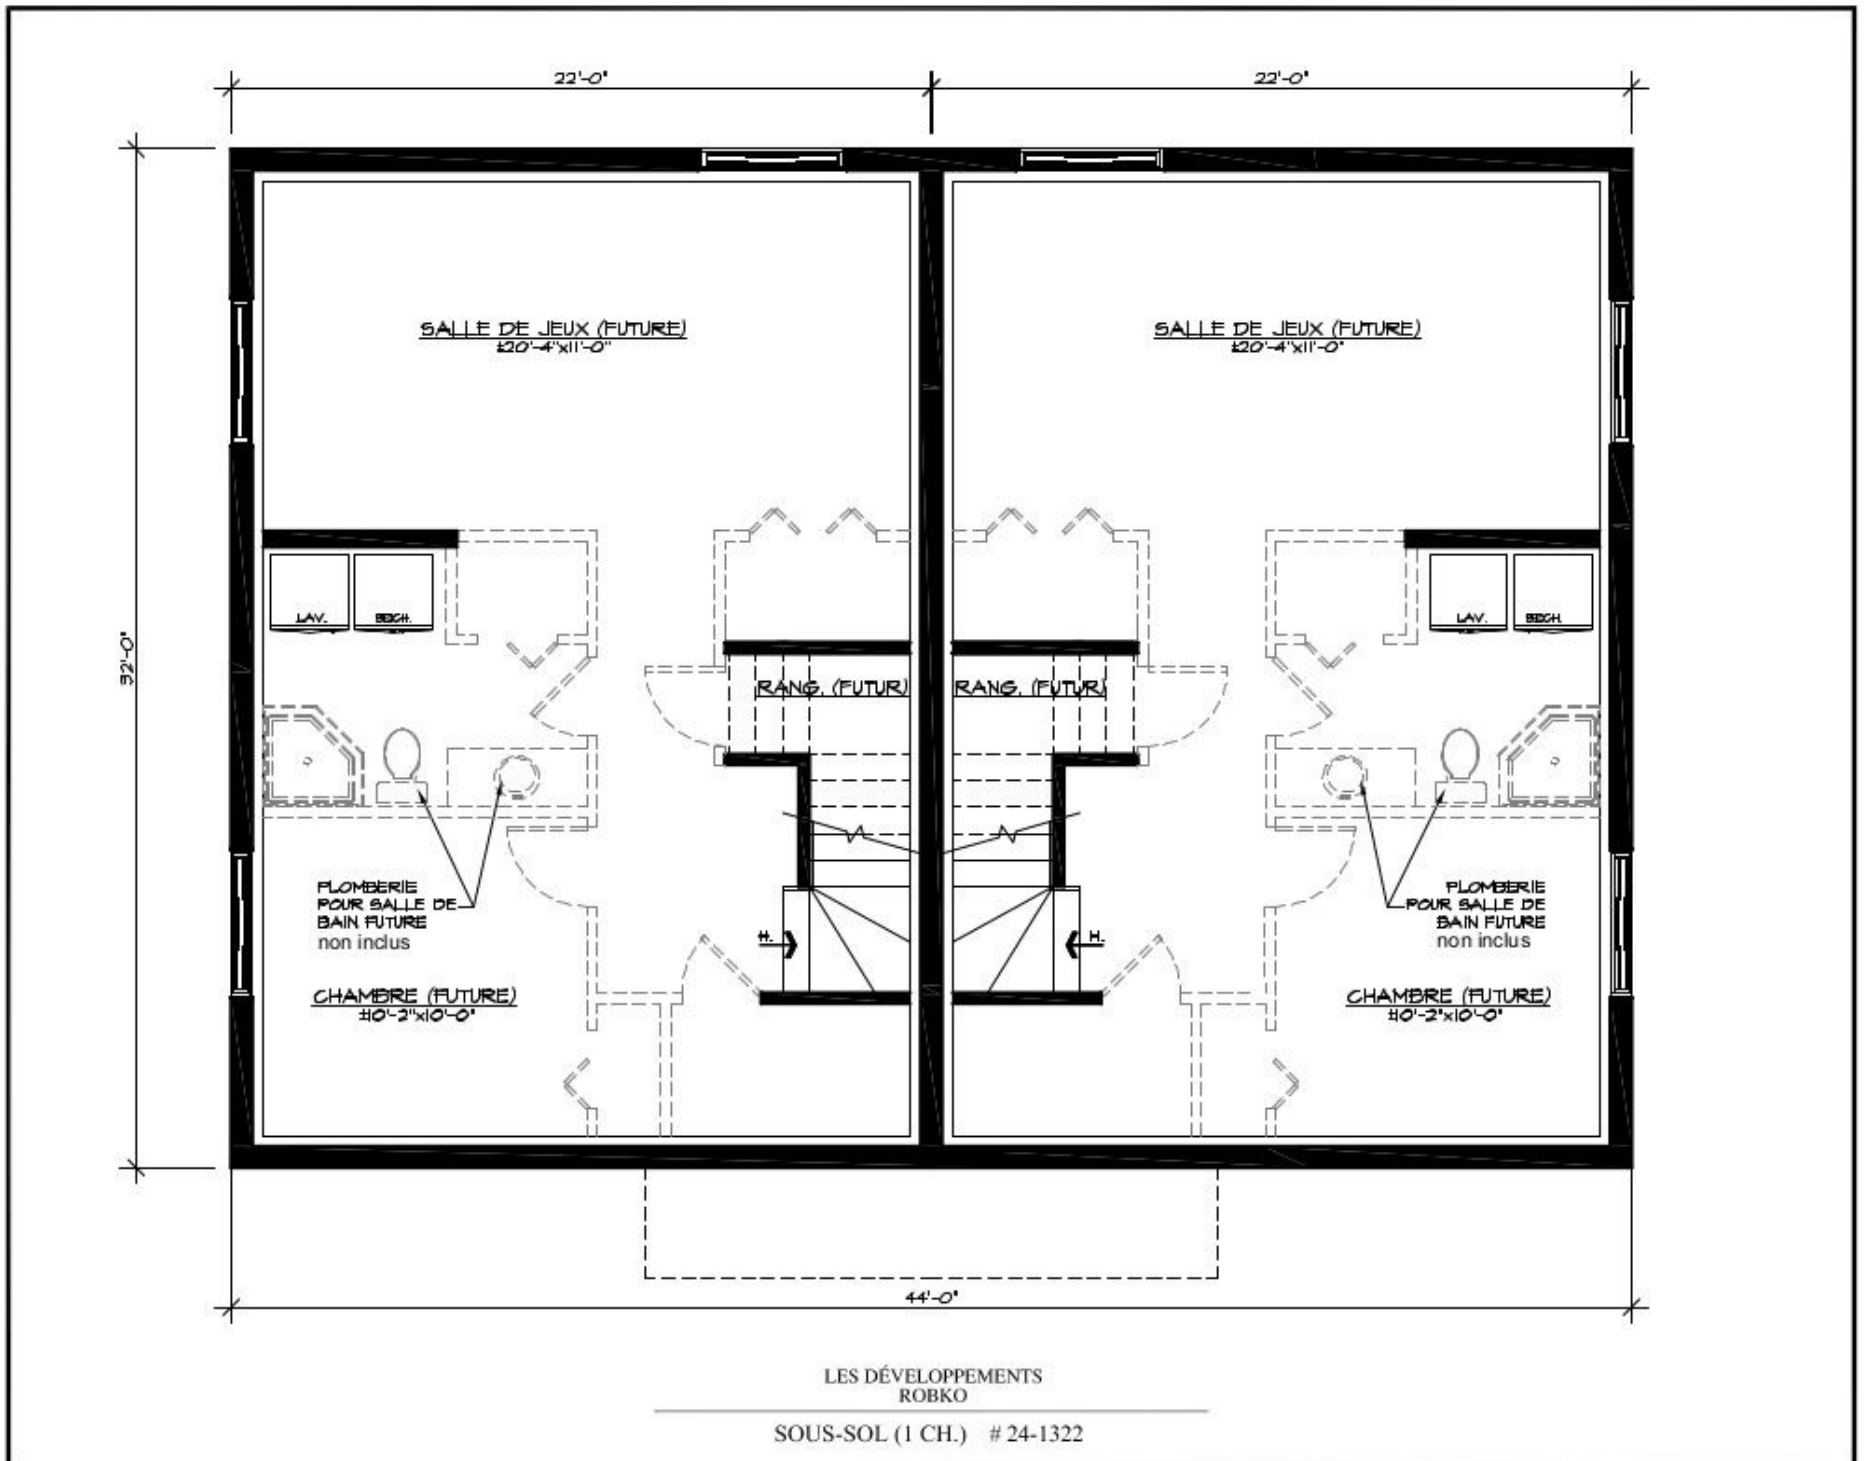 22'-0"
22'-0"
32'-0"
SALLE DE JEUX (FUTURE)
±20'-4"x11'-0"
SALLE DE JEUX (FUTURE)
±20'-4"x11'-0"
LAV.
SECH.
LAV.
SECH.
RANG. (FUTUR)
RANG. (FUTUR)
PLOMBERIE
POUR SALLE DE
BAIN FUTURE
non inclus
PLOMBERIE
POUR SALLE DE
BAIN FUTURE
non inclus
H.
H.
CHAMBRE (FUTURE)
±10'-2"x10'-0"
CHAMBRE (FUTURE)
±10'-2"x10'-0"
44'-0"
LES DÉVELOPPEMENTS
ROBKO
SOUS-SOL (1 CH.) # 24-1322